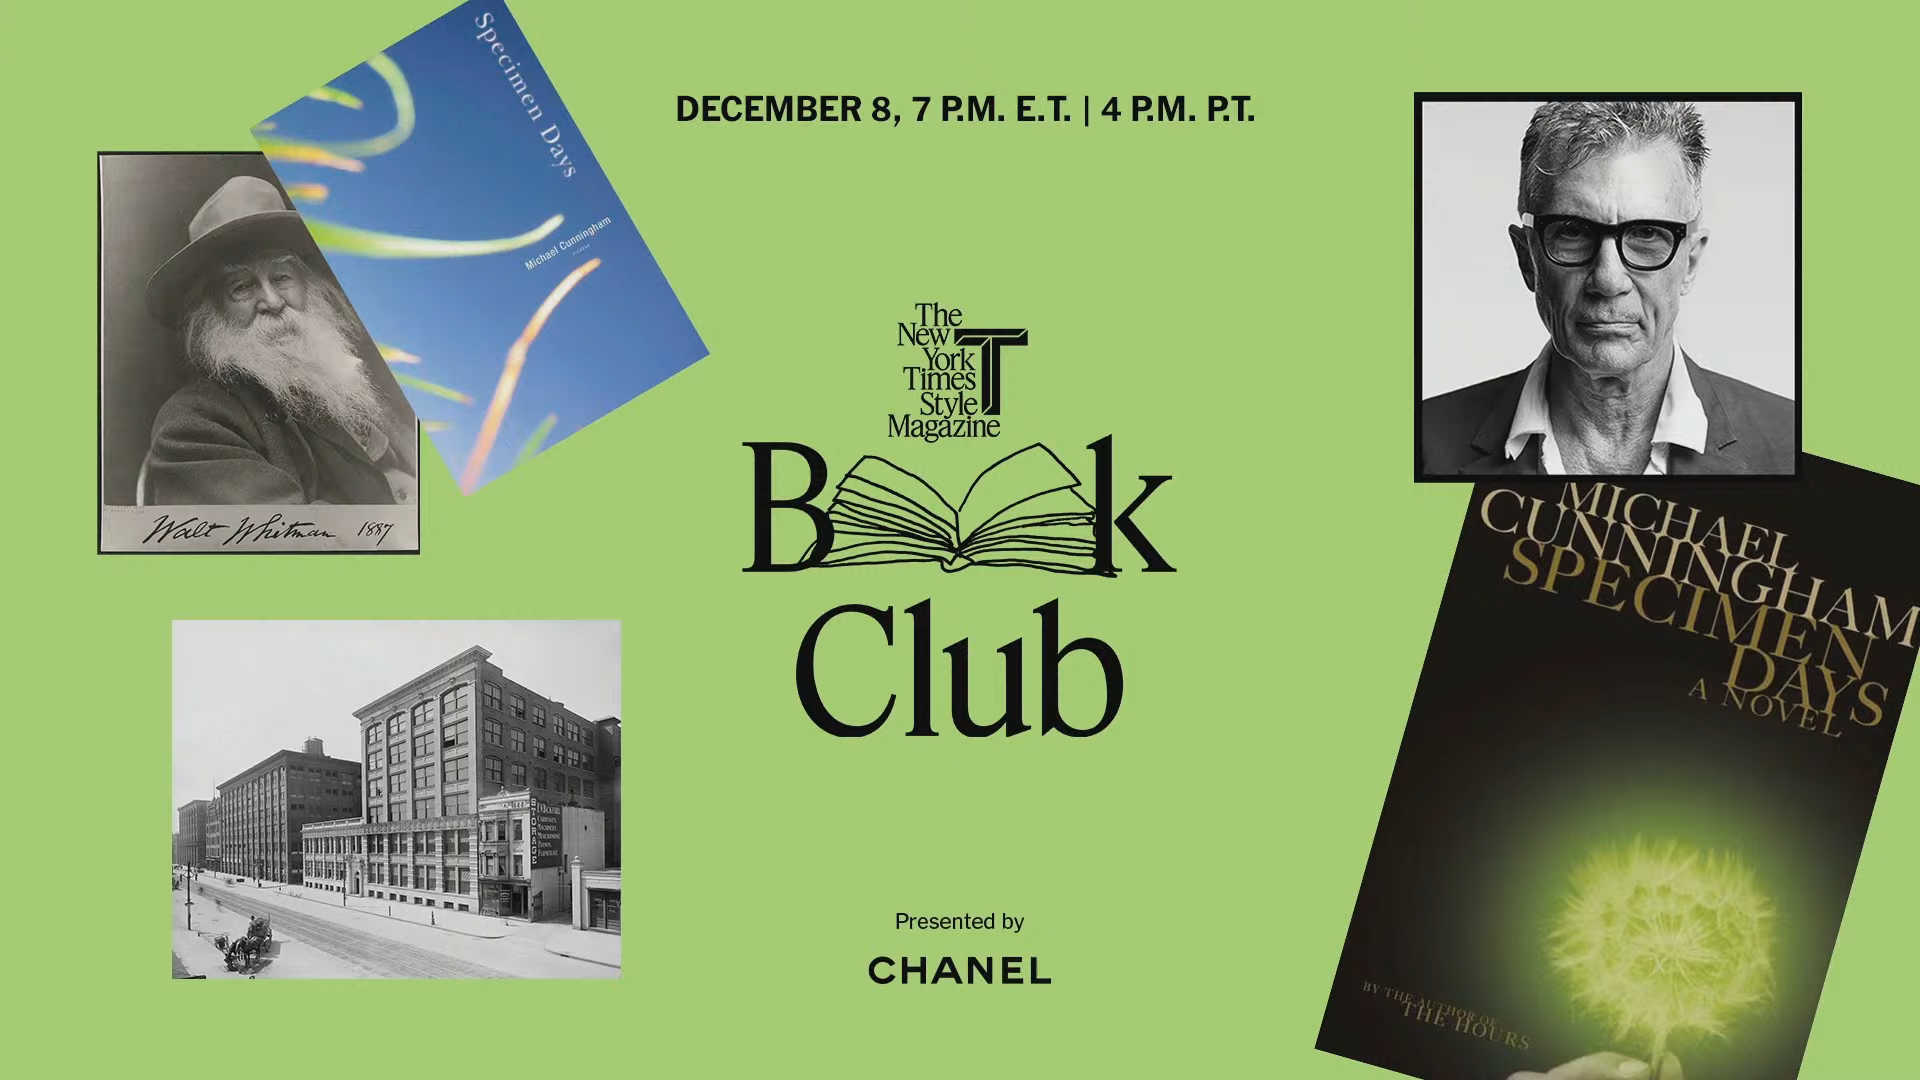 DECEMBER 8, 7 P.M. E.T. | 4 P.M. P.T.
Specimen Days
Michael Cunningham
Walt Whitman 1887
The
New
York
Times
Style
Magazine
T
Book
Club
Presented by
CHANEL
STORAGE
MICHAEL
CUNNINGHAM
SPECIMEN
DAYS
A NOVEL
BY THE AUTHOR OF
THE HOURS